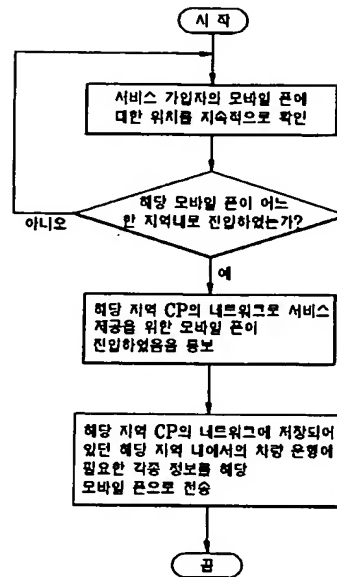 시 작
서비스 가입자의 모바일 폰에
대한 위치를 지속적으로 확인
해당 모바일 폰이 어느
한 지역내로 진입하였는가?
아니오
예
해당 지역 CP의 네트워크로 서비스
제공을 위한 모바일 폰이
진입하였음을 통보
해당 지역 CP의 네트워크에 저장되어
있던 해당 지역 내에서의 차량 운행에
필요한 각종 정보를 해당
모바일 폰으로 전송
끝